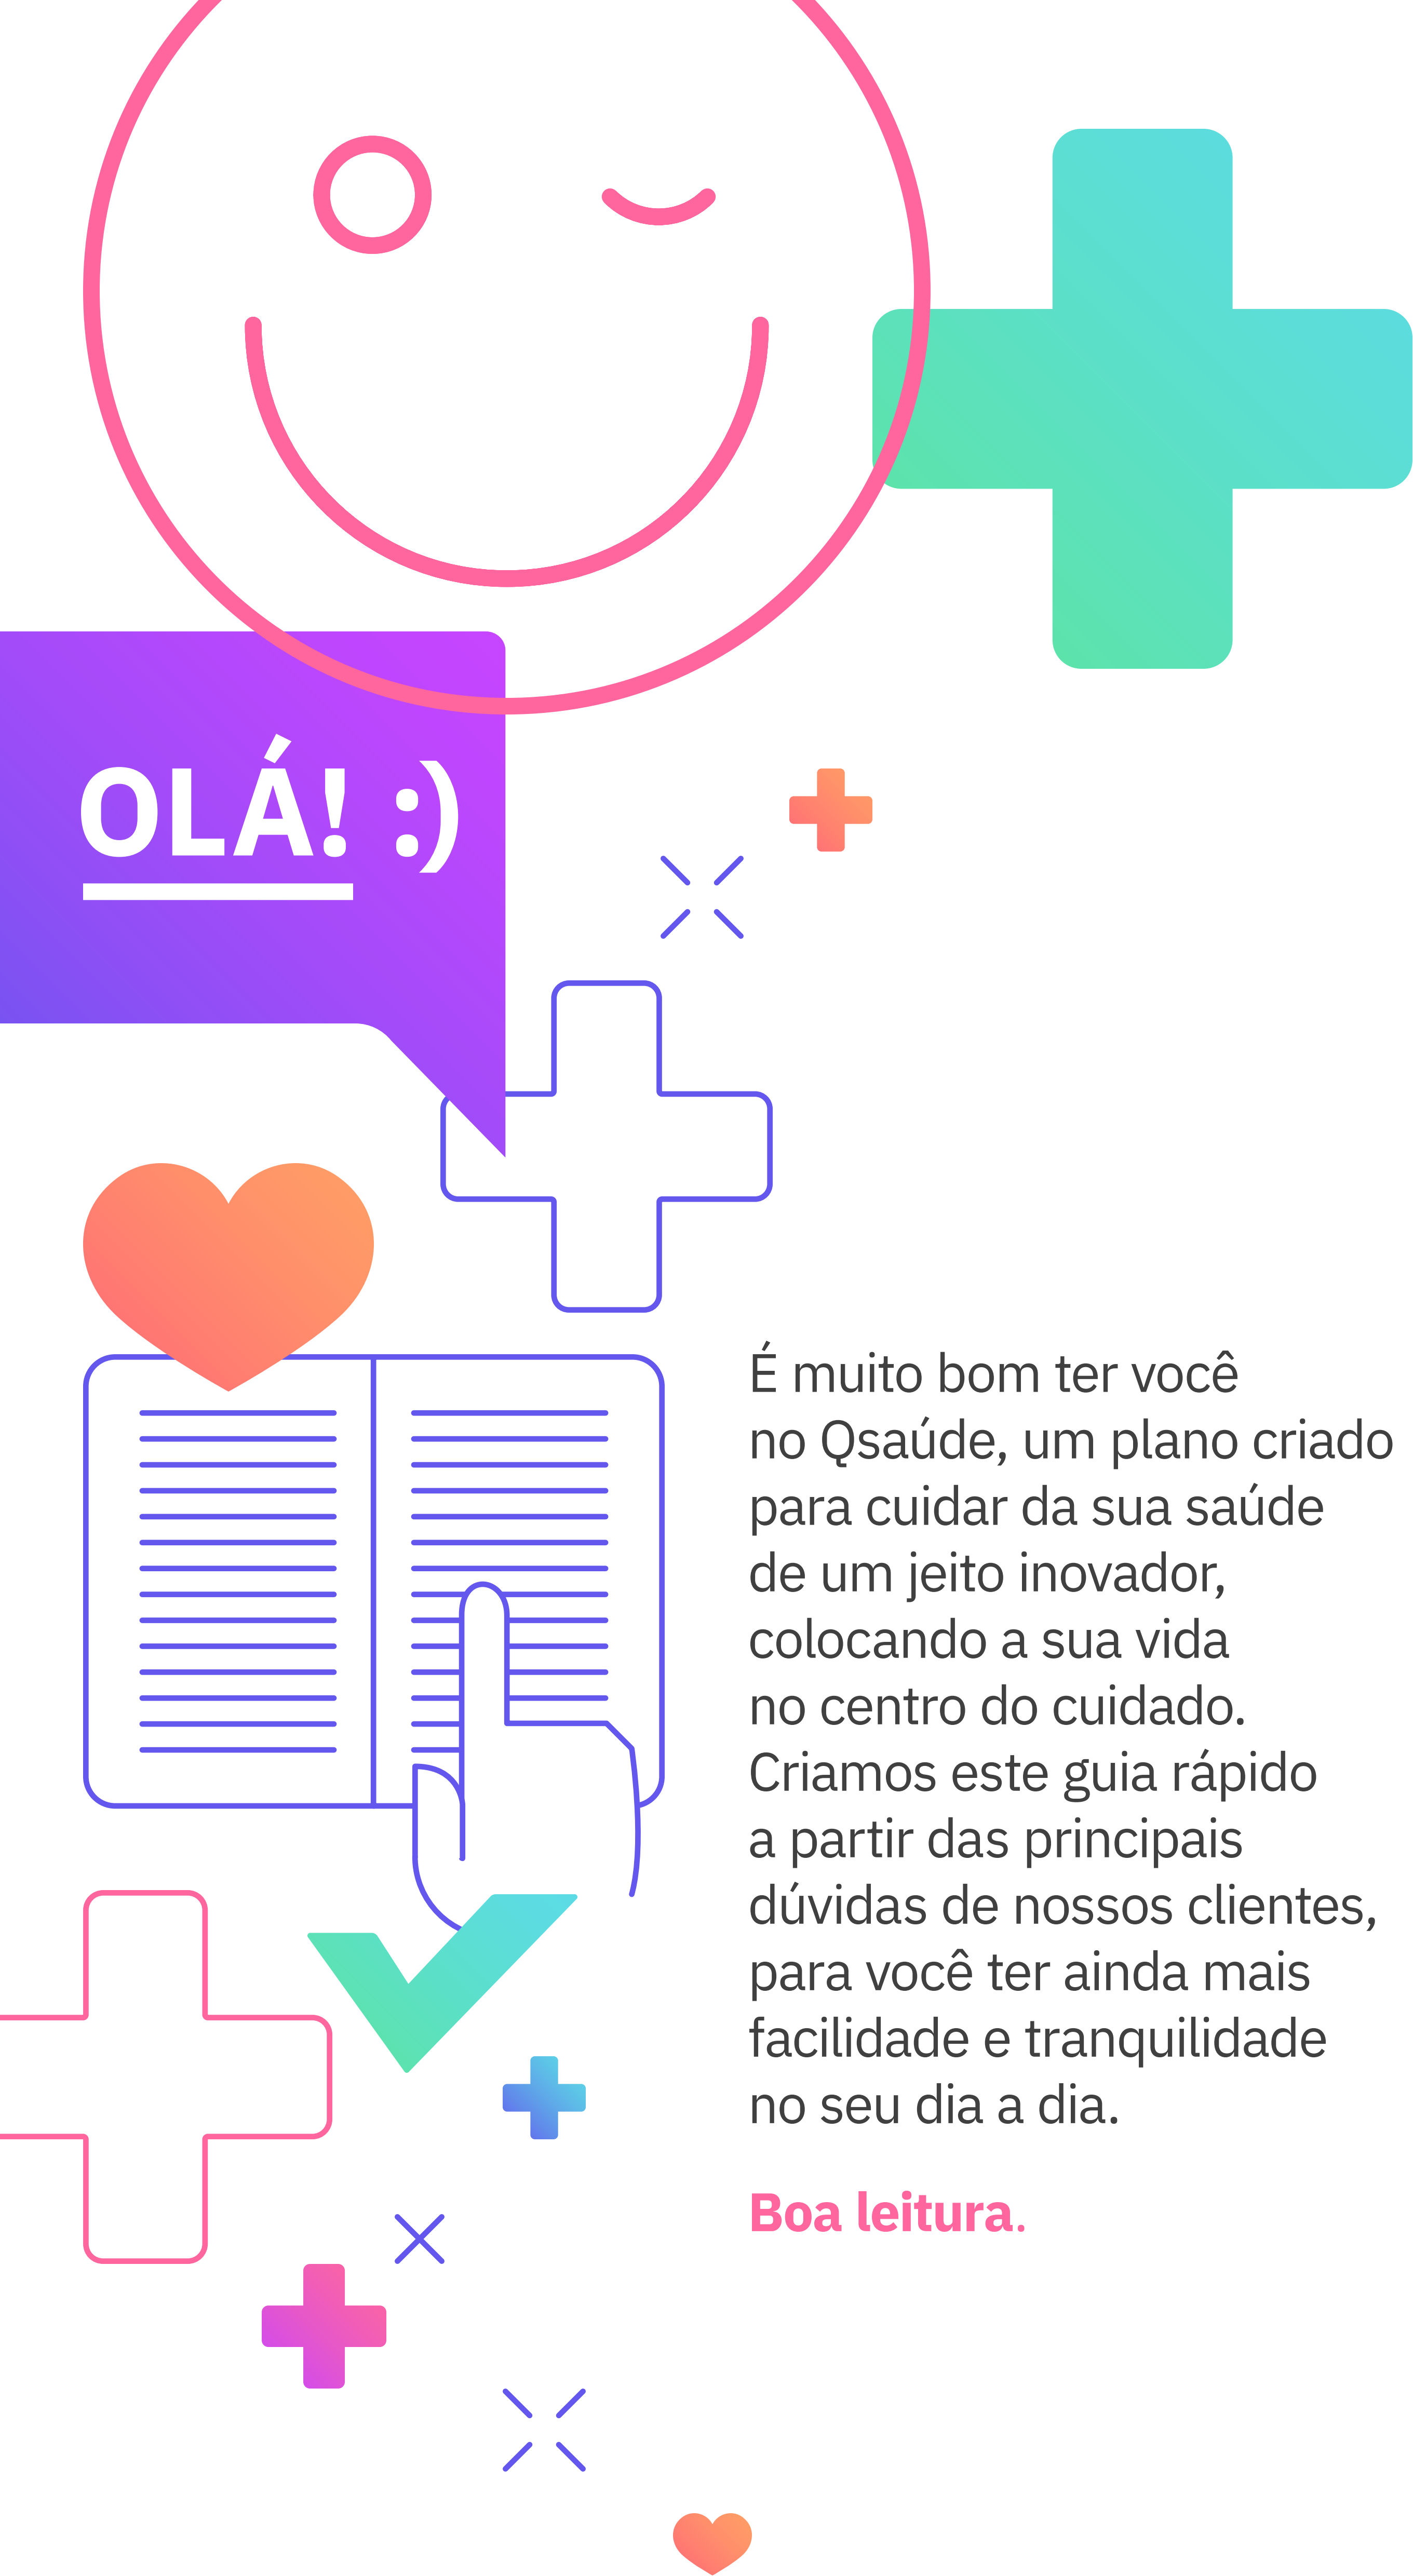 OLÁ! :)
É muito bom ter você
no Qsaúde, um plano criado
para cuidar da sua saúde
de um jeito inovador,
colocando a sua vida
no centro do cuidado.
Criamos este guia rápido
a partir das principais
dúvidas de nossos clientes,
para você ter ainda mais
facilidade e tranquilidade
no seu dia a dia.
Boa leitura.